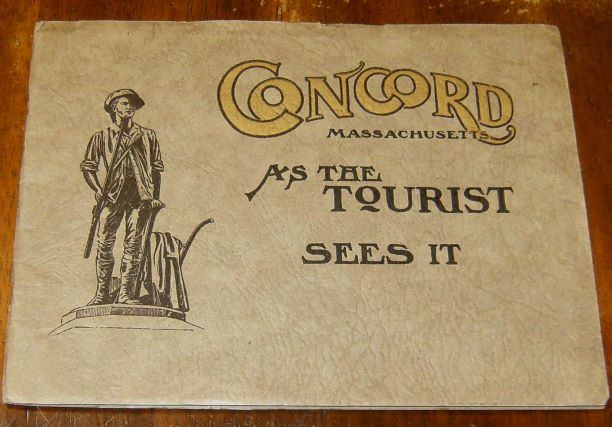 CONCORD
MASSACHUSETTS
AS THE
TOURIST
SEES IT